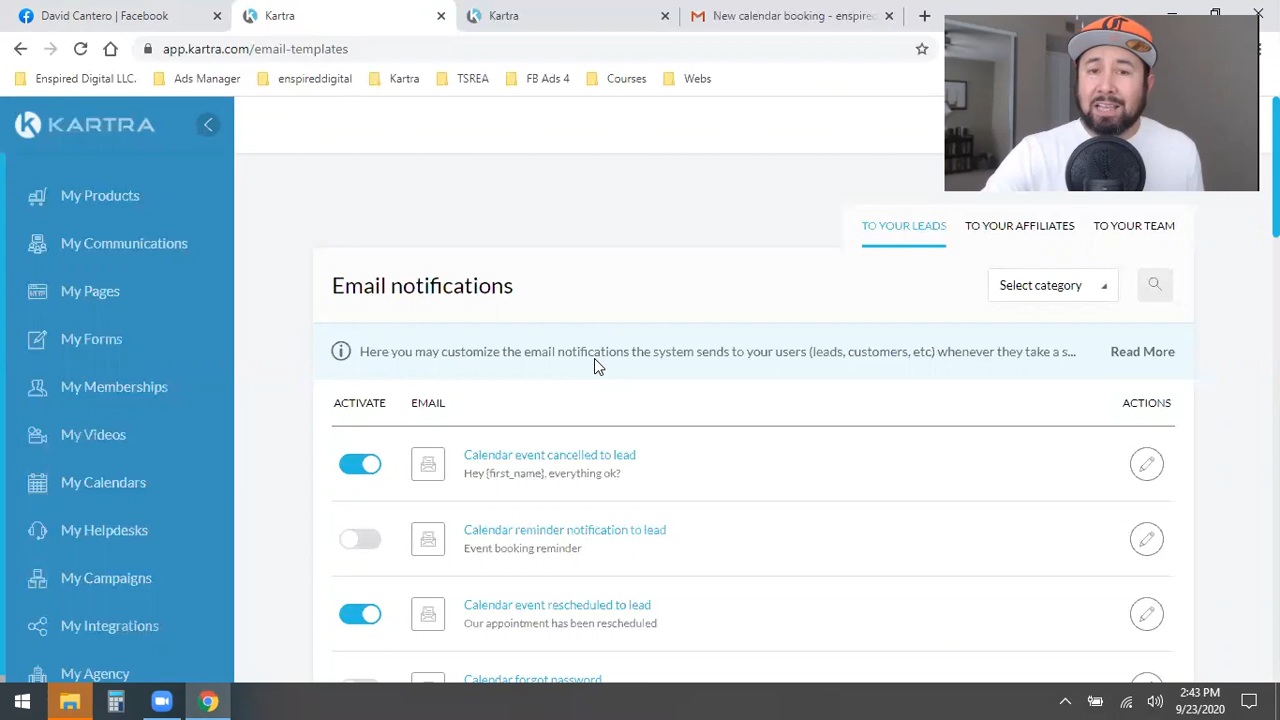 David Cantero | Facebook
Kartra
Kartra
New calendar booking - enspired
app.kartra.com/email-templates
Enspired Digital LLC.
Ads Manager
enspireddigital
Kartra
TSREA
FB Ads 4
Courses
Webs
KARTRA
My Products
My Communications
My Pages
My Forms
My Memberships
My Videos
My Calendars
My Helpdesks
My Campaigns
My Integrations
My Agency
TO YOUR LEADS
TO YOUR AFFILIATES
TO YOUR TEAM
Email notifications
Select category
Here you may customize the email notifications the system sends to your users (leads, customers, etc) whenever they take a s...
Read More
ACTIVATE
EMAIL
ACTIONS
Calendar event cancelled to lead
Hey {first_name}, everything ok?
Calendar reminder notification to lead
Event booking reminder
Calendar event rescheduled to lead
Our appointment has been rescheduled
Calendar forgot password
2:43 PM
9/23/2020